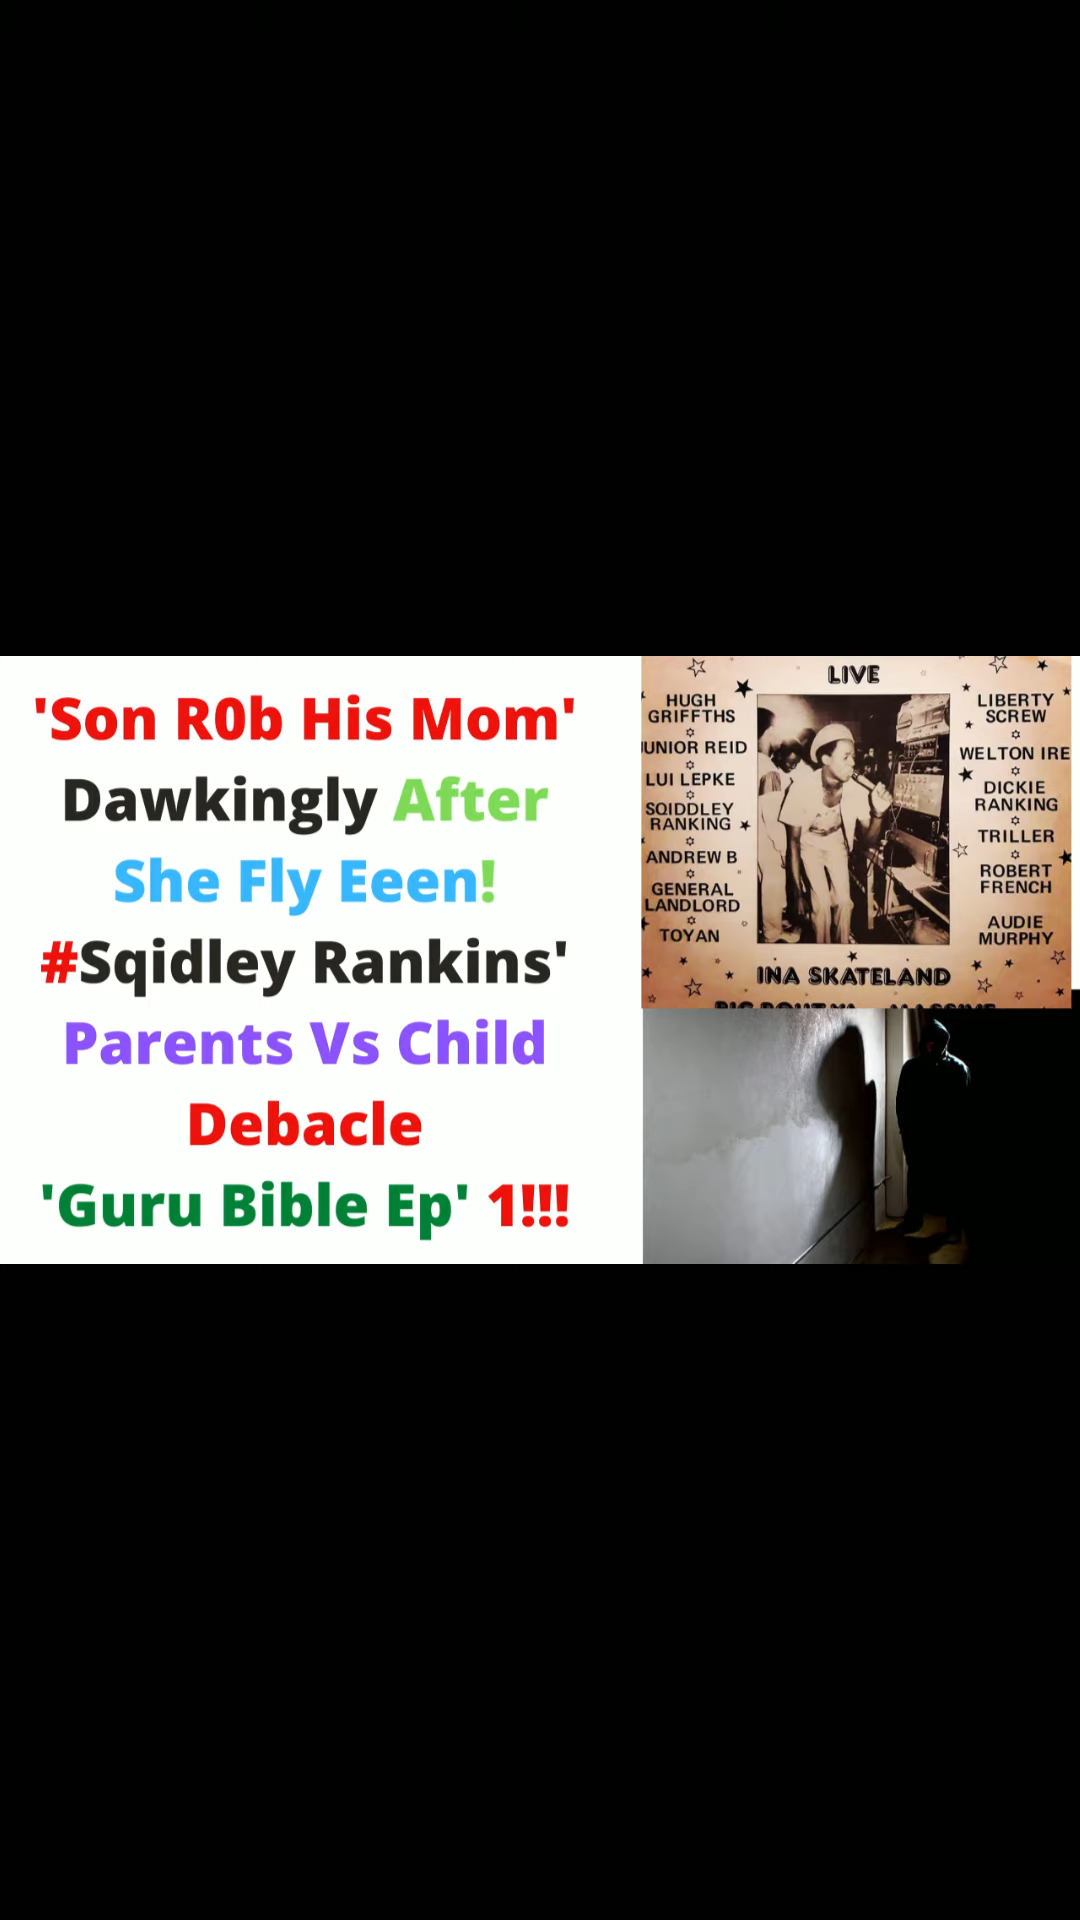 'Son R0b His Mom'
Dawkingly After
She Fly Eeen!
#Sqidley Rankins'
Parents Vs Child
Debacle
'Guru Bible Ep' 1!!!
LIVE
HUGH
GRIFFTHS
UNIOR REID
LUI LEPKE
SQIDDLEY
RANKING
ANDREW B
GENERAL
LANDLORD
TOYAN
LIBERTY
SCREW
WELTON IRE
DICKIE
RANKING
TRILLER
ROBERT
FRENCH
AUDIE
MURPHY
INA SKATELAND